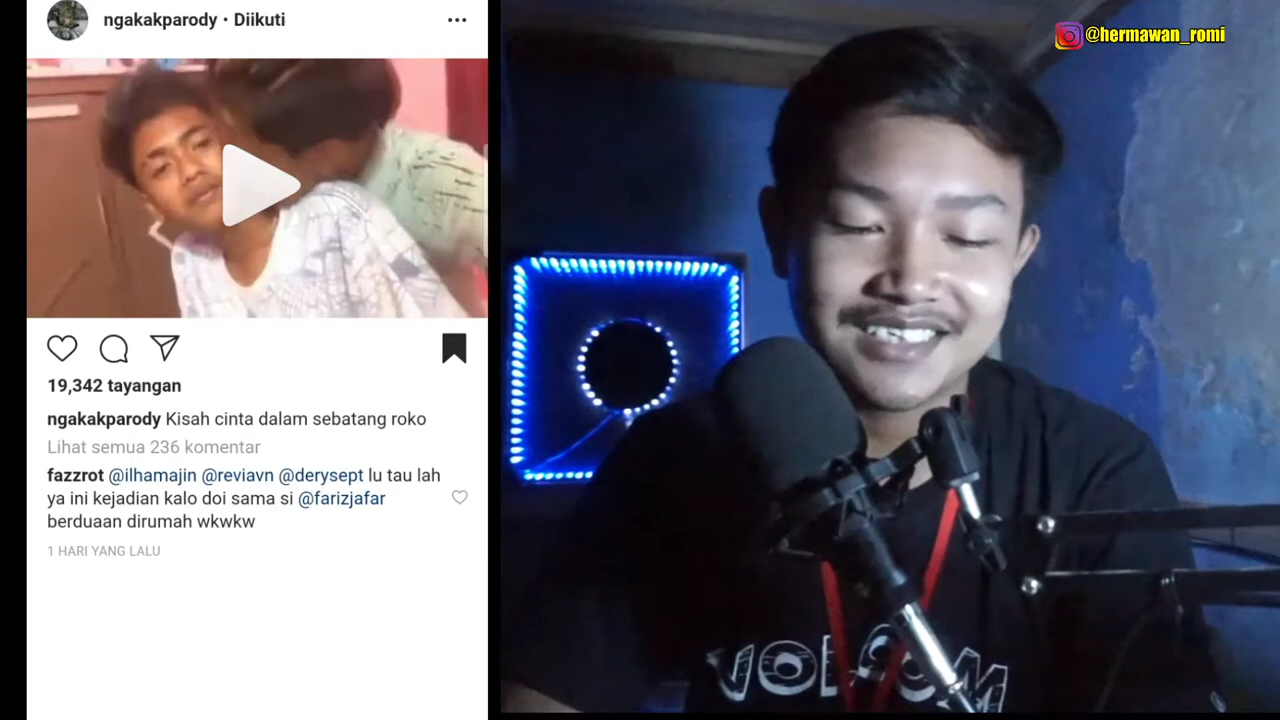 ngakakparody • Diikuti
@hermawan_romi
19,342 tayangan
ngakakparody Kisah cinta dalam sebatang roko
Lihat semua 236 komentar
fazzrot @ilhamajin @reviavn @derysept lu tau lah
ya ini kejadian kalo doi sama si @farizjafar
berduaan dirumah wkwkw
1 HARI YANG LALU
VOLCOM